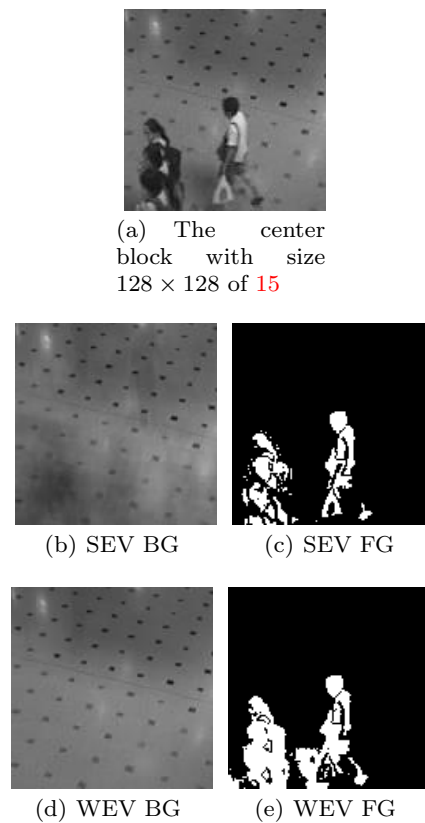 (a) The center
block with size
128 × 128 of 15
(b) SEV BG
(c) SEV FG
(d) WEV BG
(e) WEV FG